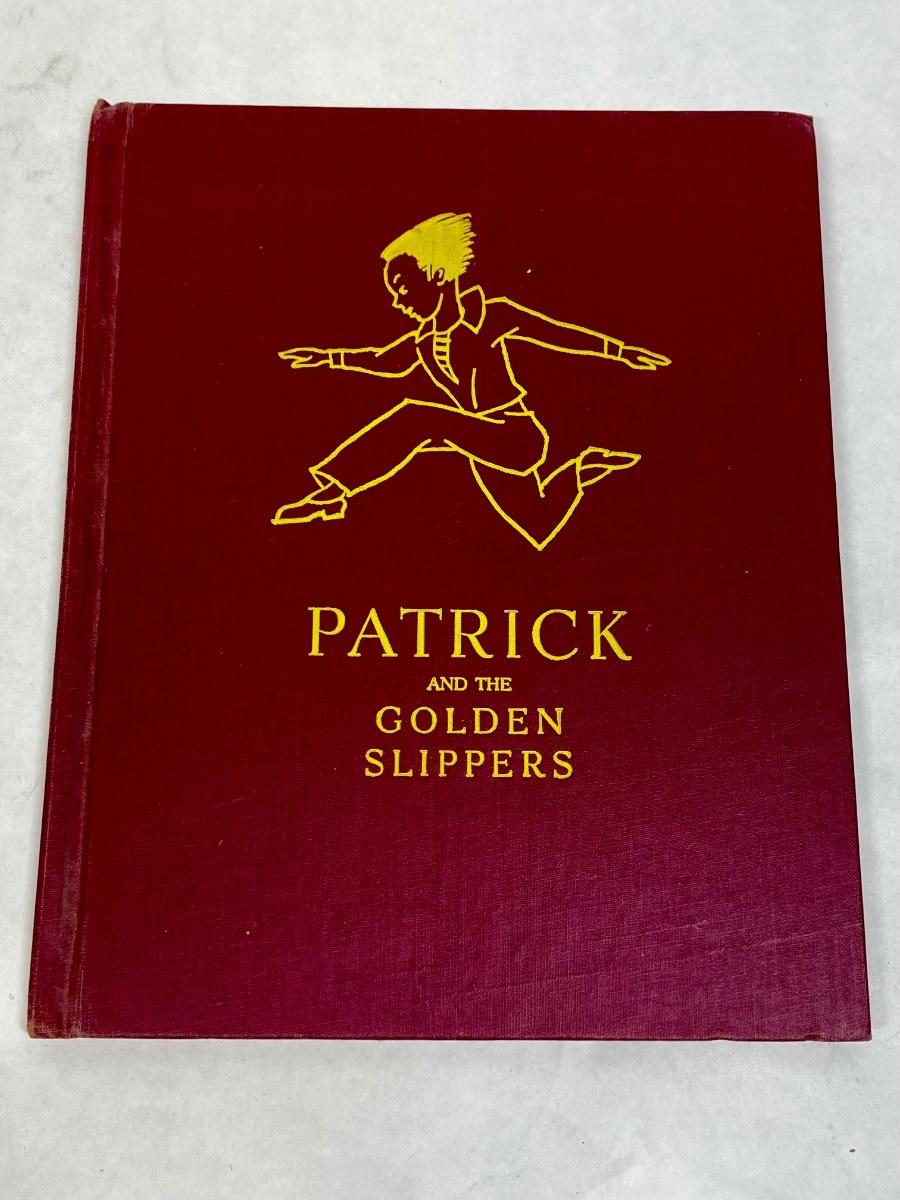 PATRICK
AND THE
GOLDEN
SLIPPERS